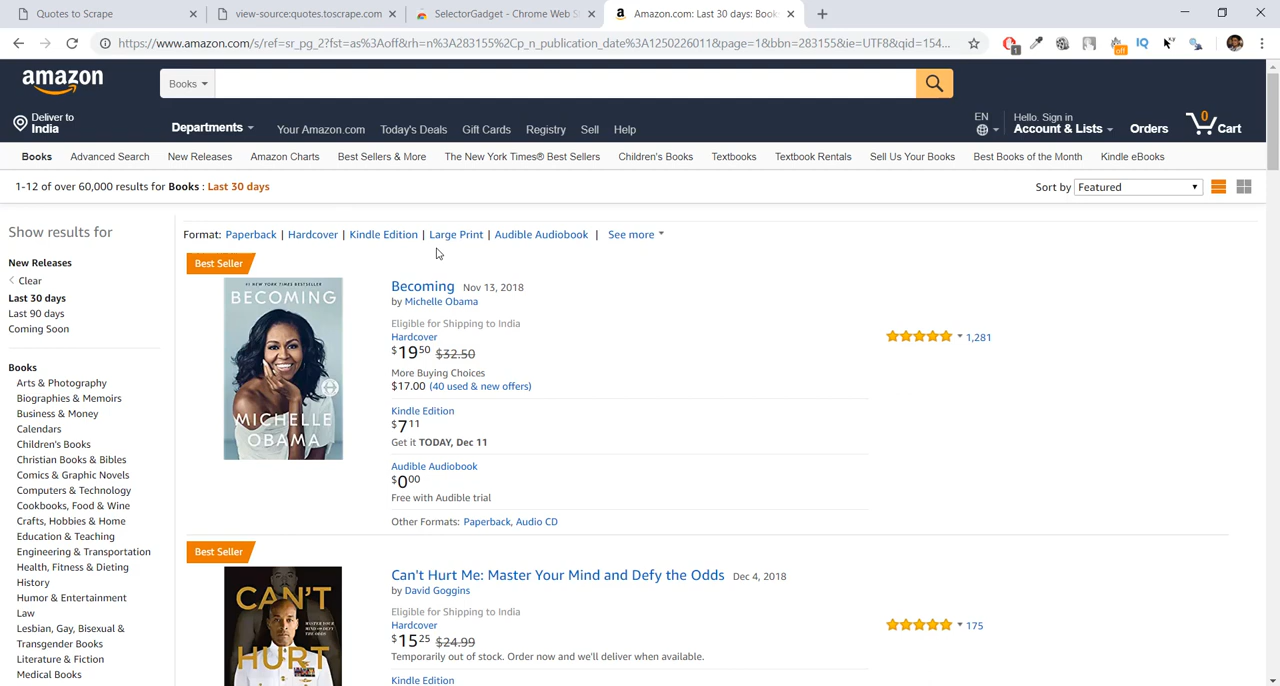 Quotes to Scrape
view-source:quotes.toscrape.com
SelectorGadget - Chrome Web S
Amazon.com: Last 30 days: Book
https://www.amazon.com/s/ref=sr_pg_2?fst=as%3Aoff&rh=n%3A283155%2Cp_n_publication_date%3A1250226011&page=1&bbn=283155&ie=UTF8&qid=154...
1
off
IQ
amazon
Books
Deliver to
India
Departments
Your Amazon.com
Today's Deals
Gift Cards
Registry
Sell
Help
EN
Hello. Sign in
Account & Lists
Orders
0
Cart
Books
Advanced Search
New Releases
Amazon Charts
Best Sellers & More
The New York Times® Best Sellers
Children's Books
Textbooks
Textbook Rentals
Sell Us Your Books
Best Books of the Month
Kindle eBooks
1-12 of over 60,000 results for Books : Last 30 days
Sort by Featured
Show results for
New Releases
Clear
Last 30 days
Last 90 days
Coming Soon
Books
Arts & Photography
Biographies & Memoirs
Business & Money
Calendars
Children's Books
Christian Books & Bibles
Comics & Graphic Novels
Computers & Technology
Cookbooks, Food & Wine
Crafts, Hobbies & Home
Education & Teaching
Engineering & Transportation
Health, Fitness & Dieting
History
Humor & Entertainment
Law
Lesbian, Gay, Bisexual &
Transgender Books
Literature & Fiction
Medical Books
Format: Paperback | Hardcover | Kindle Edition | Large Print | Audible Audiobook | See more
Best Seller
#1 NEW YORK TIMES BESTSELLER
BECOMING
MICHELLE
OBAMA
Becoming Nov 13, 2018
by Michelle Obama
Eligible for Shipping to India
Hardcover
$19 50 $32.50
More Buying Choices
$17.00 (40 used & new offers)
Kindle Edition
$7 11
Get it TODAY, Dec 11
Audible Audiobook
$0 00
Free with Audible trial
Other Formats: Paperback, Audio CD
1,281
Best Seller
CAN'T
HURT
Can't Hurt Me: Master Your Mind and Defy the Odds Dec 4, 2018
by David Goggins
Eligible for Shipping to India
Hardcover
$15 25 $24.99
Temporarily out of stock. Order now and we'll deliver when available.
Kindle Edition
175